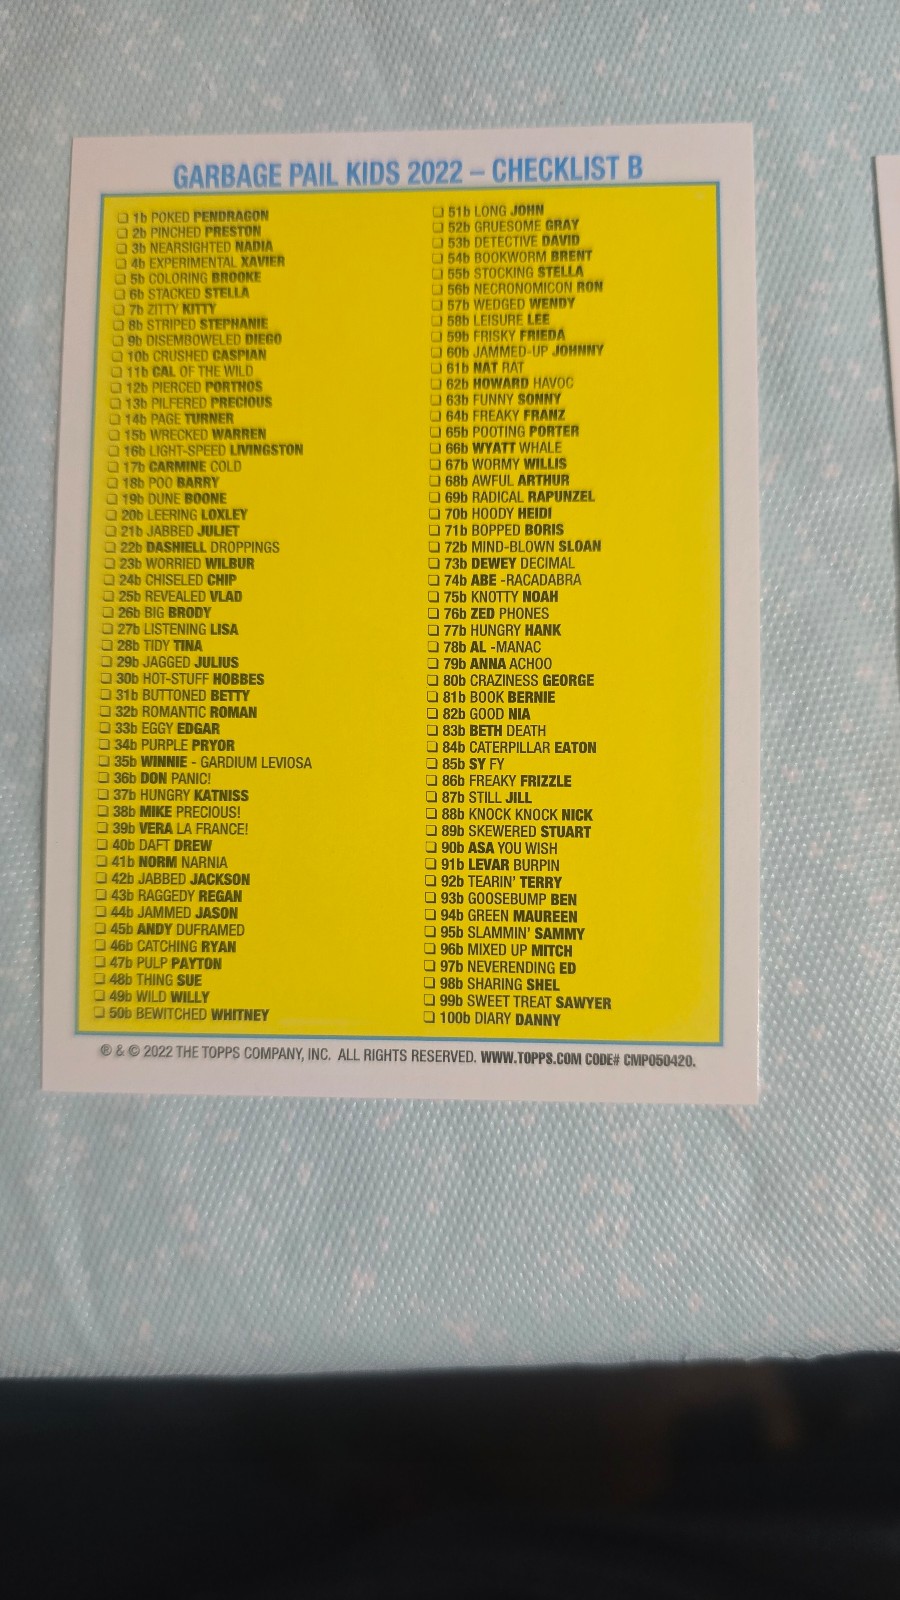 GARBAGE PAIL KIDS 2022 – CHECKLIST B
1b POKED PENDRAGON
2b PINCHED PRESTON
3b NEARSIGHTED NADIA
4b EXPERIMENTAL XAVIER
5b COLORING BROOKE
6b STACKED STELLA
7b ZITTY KITTY
8b STRIPED STEPHANIE
9b DISEMBOWELED DIEGO
10b CRUSHED CASPIAN
11b CAL OF THE WILD
12b PIERCED PORTHOS
13b PILFERED PRECIOUS
14b PAGE TURNER
15b WRECKED WARREN
16b LIGHT-SPEED LIVINGSTON
17b CARMINE COLD
18b POO BARRY
19b DUNE BOONE
20b LEERING LOXLEY
21b JABBED JULIET
22b DASHIELL DROPPINGS
23b WORRIED WILBUR
24b CHISELED CHIP
25b REVEALED VLAD
26b BIG BRODY
27b LISTENING LISA
28b TIDY TINA
29b JAGGED JULIUS
30b HOT-STUFF HOBBES
31b BUTTONED BETTY
32b ROMANTIC ROMAN
33b EGGY EDGAR
34b PURPLE PRYOR
35b WINNIE - GARDIUM LEVIOSA
36b DON PANIC!
37b HUNGRY KATNISS
38b MIKE PRECIOUS!
39b VERA LA FRANCE!
40b DAFT DREW
41b NORM NARNIA
42b JABBED JACKSON
43b RAGGEDY REGAN
44b JAMMED JASON
45b ANDY DUFRAMED
46b CATCHING RYAN
47b PULP PAYTON
48b THING SUE
49b WILD WILLY
50b BEWITCHED WHITNEY
51b LONG JOHN
52b GRUESOME GRAY
53b DETECTIVE DAVID
54b BOOKWORM BRENT
55b STOCKING STELLA
56b NECRONOMICON RON
57b WEDGED WENDY
58b LEISURE LEE
59b FRISKY FRIEDA
60b JAMMED-UP JOHNNY
61b NAT RAT
62b HOWARD HAVOC
63b FUNNY SONNY
64b FREAKY FRANZ
65b POOTING PORTER
66b WYATT WHALE
67b WORMY WILLIS
68b AWFUL ARTHUR
69b RADICAL RAPUNZEL
70b HOODY HEIDI
71b BOPPED BORIS
72b MIND-BLOWN SLOAN
73b DEWEY DECIMAL
74b ABE -RACADABRA
75b KNOTTY NOAH
76b ZED PHONES
77b HUNGRY HANK
78b AL -MANAC
79b ANNA ACHOO
80b CRAZINESS GEORGE
81b BOOK BERNIE
82b GOOD NIA
83b BETH DEATH
84b CATERPILLAR EATON
85b SY FY
86b FREAKY FRIZZLE
87b STILL JILL
88b KNOCK KNOCK NICK
89b SKEWERED STUART
90b ASA YOU WISH
91b LEVAR BURPIN
92b TEARIN' TERRY
93b GOOSEBUMP BEN
94b GREEN MAUREEN
95b SLAMMIN' SAMMY
96b MIXED UP MITCH
97b NEVERENDING ED
98b SHARING SHEL
99b SWEET TREAT SAWYER
100b DIARY DANNY
® & © 2022 THE TOPPS COMPANY, INC. ALL RIGHTS RESERVED. WWW.TOPPS.COM CODE# CMP050420.